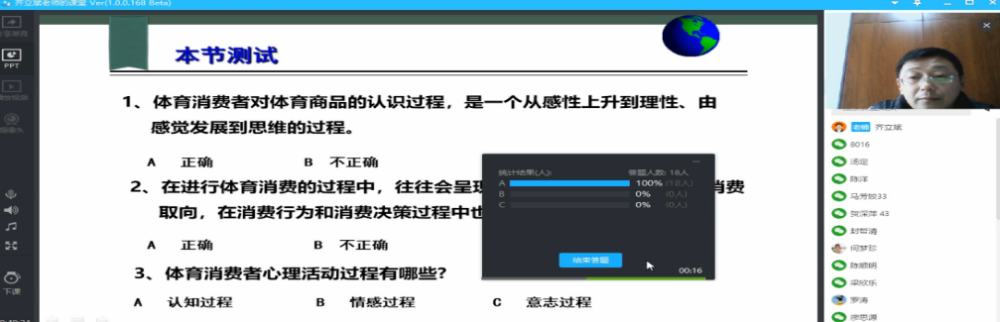 齐立斌老师的课堂 Ver(1.0.0.168 Beta)
PPT
下课
本节测试
1、体育消费者对体育商品的认识过程，是一个从感性上升到理性、由
感觉发展到思维的过程。
A 正确 B 不正确
2、在进行体育消费的过程中，往往会呈现 消费
取向，在消费行为和消费决策过程中也
A 正确 B 不正确
3、体育消费者心理活动过程有哪些?
A 认知过程 B 情感过程 C 意志过程
统计结果(人): 答题人数: 18人
A 100% (18人)
B 0% (0人)
C 0% (0人)
结束答题
00:16
老师 齐立斌
8016
汤定
陈洋
马芳姣33
贺深萍 43
封哲涌
何梦珍
陈顺明
梁欣乐
罗涛
廖思源